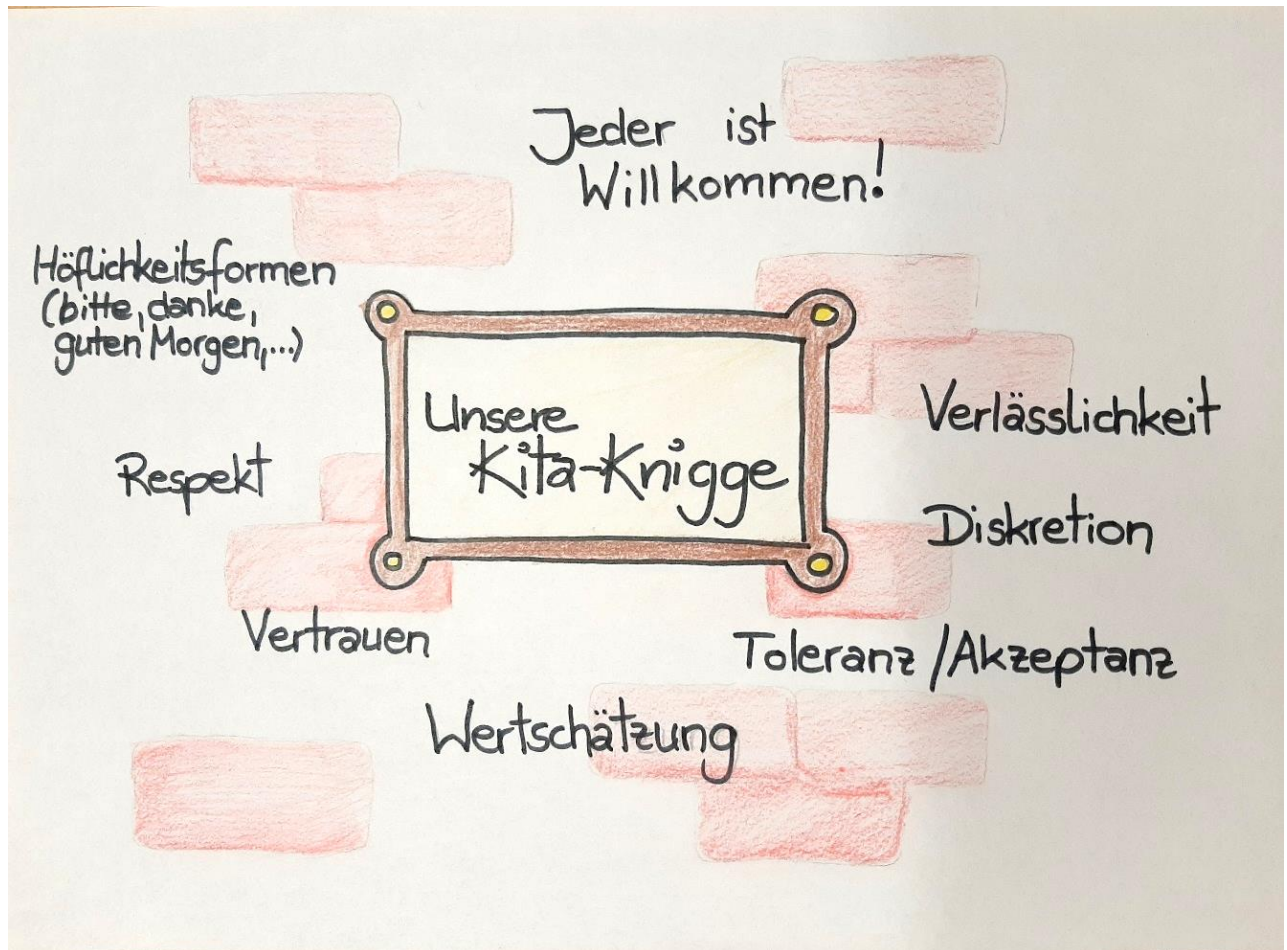 Jeder ist
Willkommen!
Höflichkeitsformen
(bitte, danke,
guten Morgen,...)
Unsere
Kita-Knigge
Verlässlichkeit
Respekt
Diskretion
Vertrauen
Toleranz / Akzeptanz
Wertschätzung